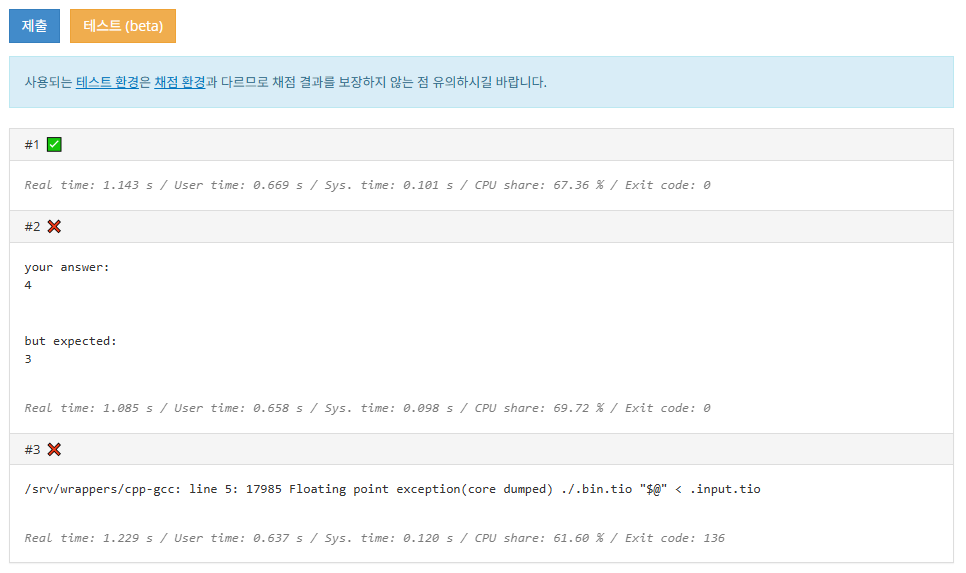 제출
테스트 (beta)
사용되는 테스트 환경은 채점 환경과 다르므로 채점 결과를 보장하지 않는 점 유의하시길 바랍니다.
#1 ✅
Real time: 1.143 s / User time: 0.669 s / Sys. time: 0.101 s / CPU share: 67.36 % / Exit code: 0
#2 ❌
your answer:
4
but expected:
3
Real time: 1.085 s / User time: 0.658 s / Sys. time: 0.098 s / CPU share: 69.72 % / Exit code: 0
#3 ❌
/srv/wrappers/cpp-gcc: line 5: 17985 Floating point exception(core dumped) ./.bin.tio "$@" < .input.tio
Real time: 1.229 s / User time: 0.637 s / Sys. time: 0.120 s / CPU share: 61.60 % / Exit code: 136